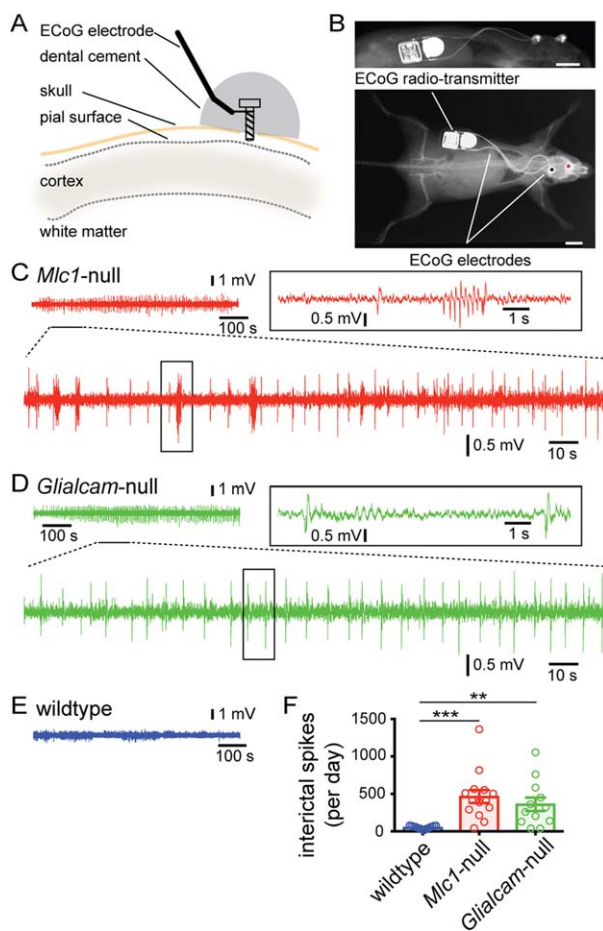 A
ECoG electrode
dental cement
skull
pial surface
cortex
white matter
B
ECoG radio-transmitter
ECoG electrodes
C
Mlc1-null
1 mV
100 s
0.5 mV
1 s
0.5 mV
10 s
D
Glialcam-null
1 mV
100 s
0.5 mV
1 s
0.5 mV
10 s
E wildtype
1 mV
100 s
F
**
***
1500
1000
500
0
interictal spikes
(per day)
wildtype
Mlc1-null
Glialcam-null